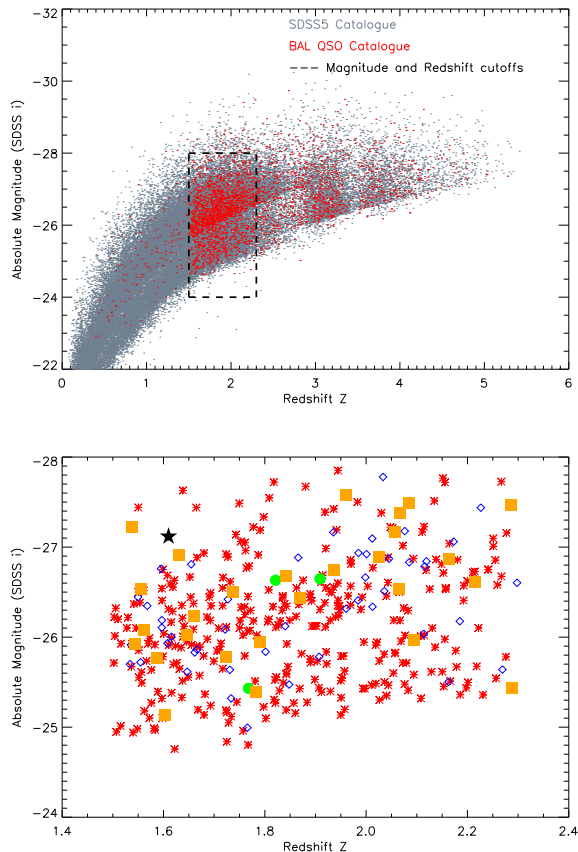 -32
SDSS5 Catalogue
BAL QSO Catalogue
Magnitude and Redshift cutoffs
-30
-28
-26
-24
-22
Absolute Magnitude (SDSS i)
0 1 2 3 4 5 6
Redshift Z
-28
-27
-26
-25
-24
Absolute Magnitude (SDSS i)
1.4 1.6 1.8 2.0 2.2 2.4
Redshift Z